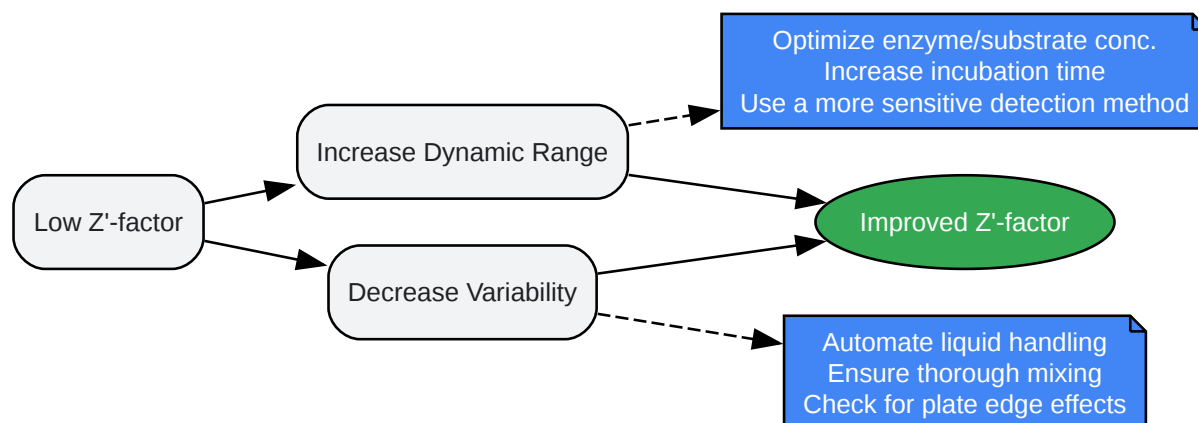 Optimize enzyme/substrate conc.
Increase incubation time
Use a more sensitive detection method
Increase Dynamic Range
Low Z'-factor
Improved Z'-factor
Decrease Variability
Automate liquid handling
Ensure thorough mixing
Check for plate edge effects